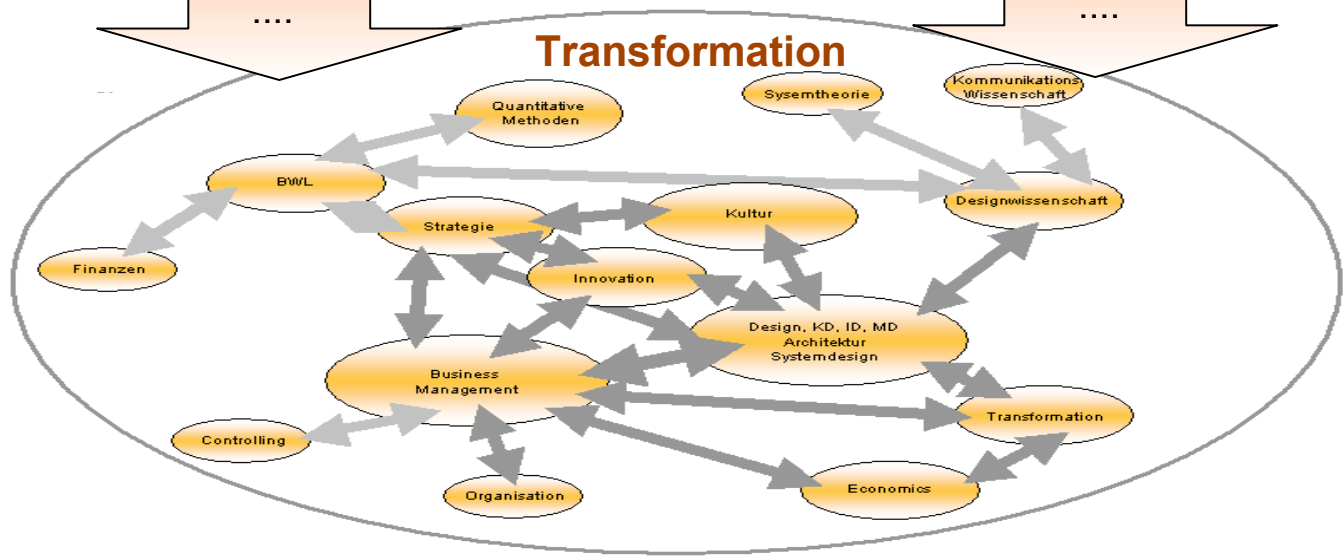 ....
....
Transformation
Quantitative
Methoden
Sysemtheorie
Kommunikations
Wissenschaft
BWL
Designwissenschaft
Strategie
Kultur
Finanzen
Innovation
Design, KD, ID, MD
Architektur
Systemdesign
Business
Management
Transformation
Controlling
Organisation
Economics